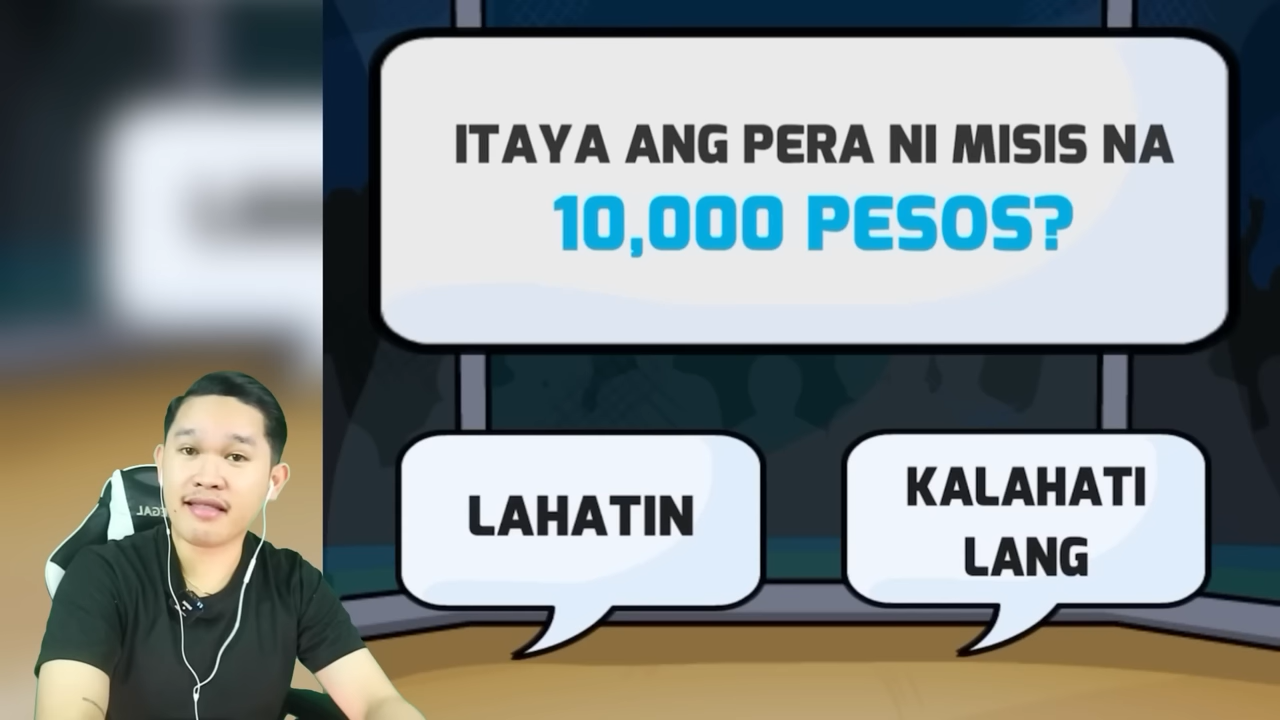 ITAYA ANG PERA NI MISIS NA
10,000 PESOS?
LAHATIN
KALAHATI
LANG